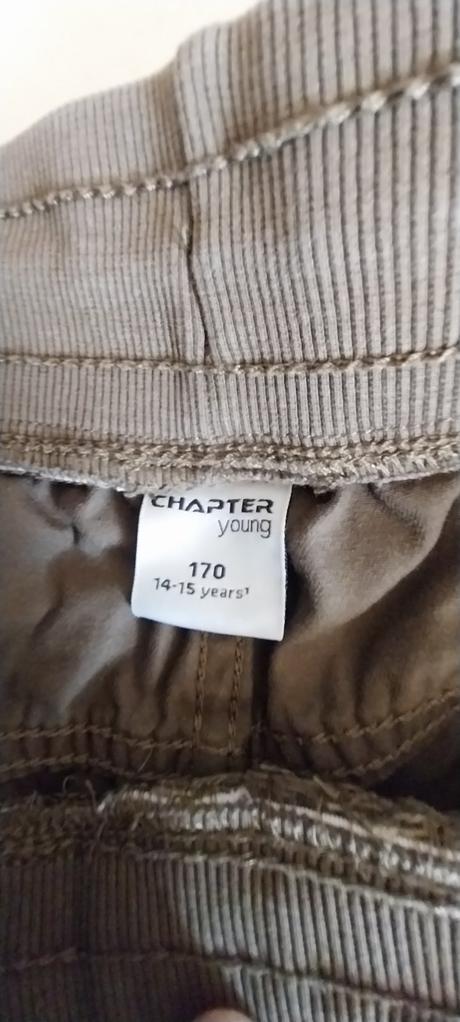 CHAPTER
young
170
14-15 years¹